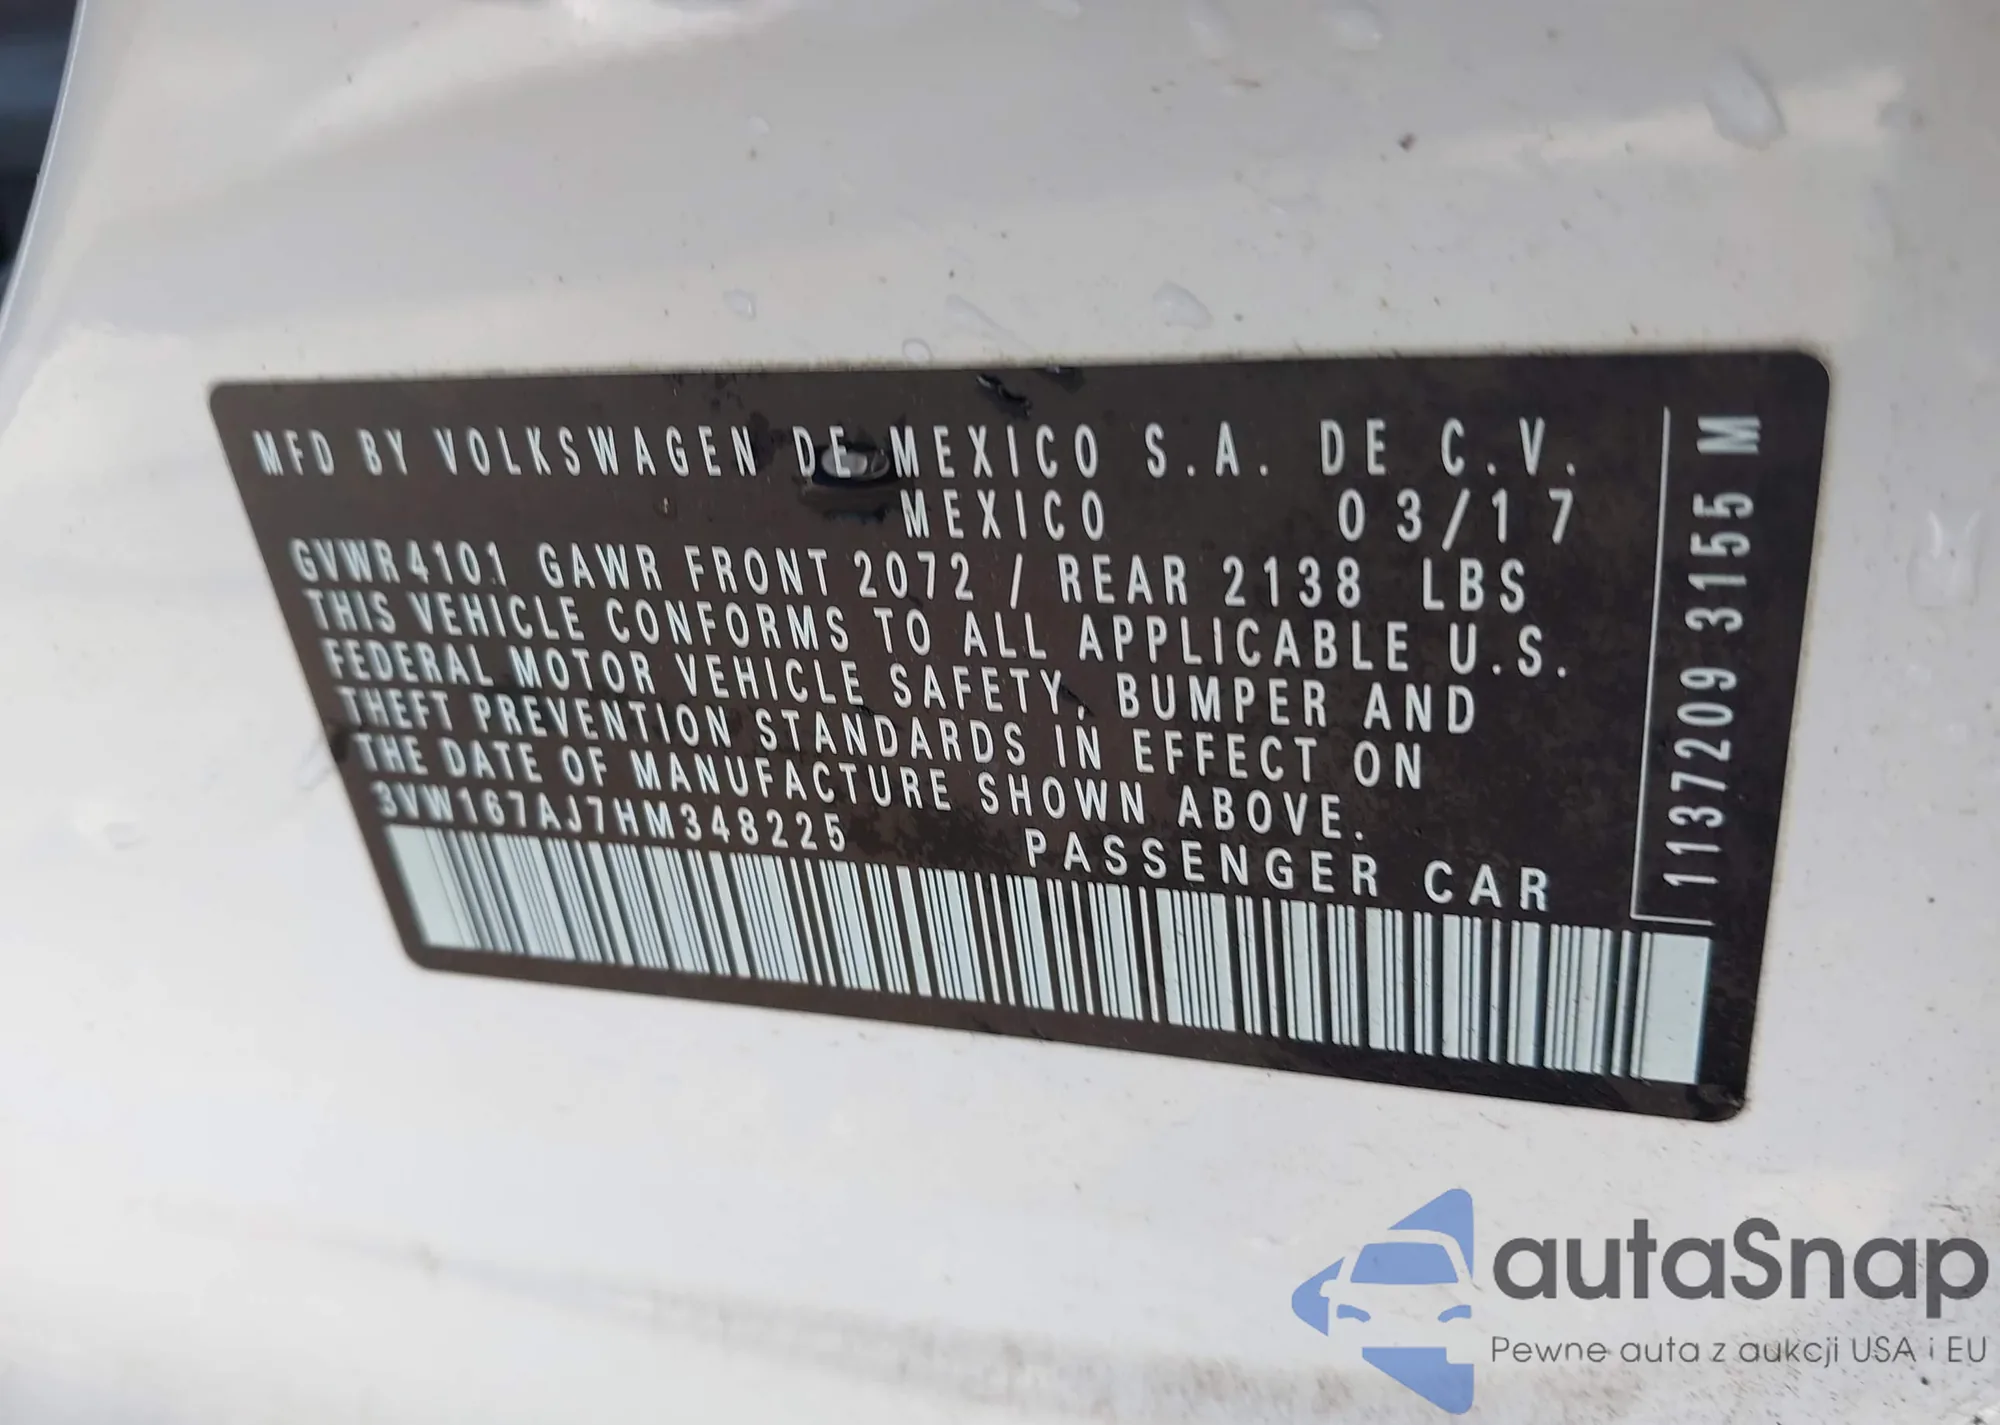 MFD BY VOLKSWAGEN DE MEXICO S.A. DE C.V.
MEXICO 03/17
GVWR 4101 GAWR FRONT 2072 / REAR 2138 LBS
THIS VEHICLE CONFORMS TO ALL APPLICABLE U.S.
FEDERAL MOTOR VEHICLE SAFETY, BUMPER AND
THEFT PREVENTION STANDARDS IN EFFECT ON
THE DATE OF MANUFACTURE SHOWN ABOVE.
3VW167AJ7HM348225 PASSENGER CAR
1137209 3155 M
autaSnap
Pewne auta z aukcji USA i EU